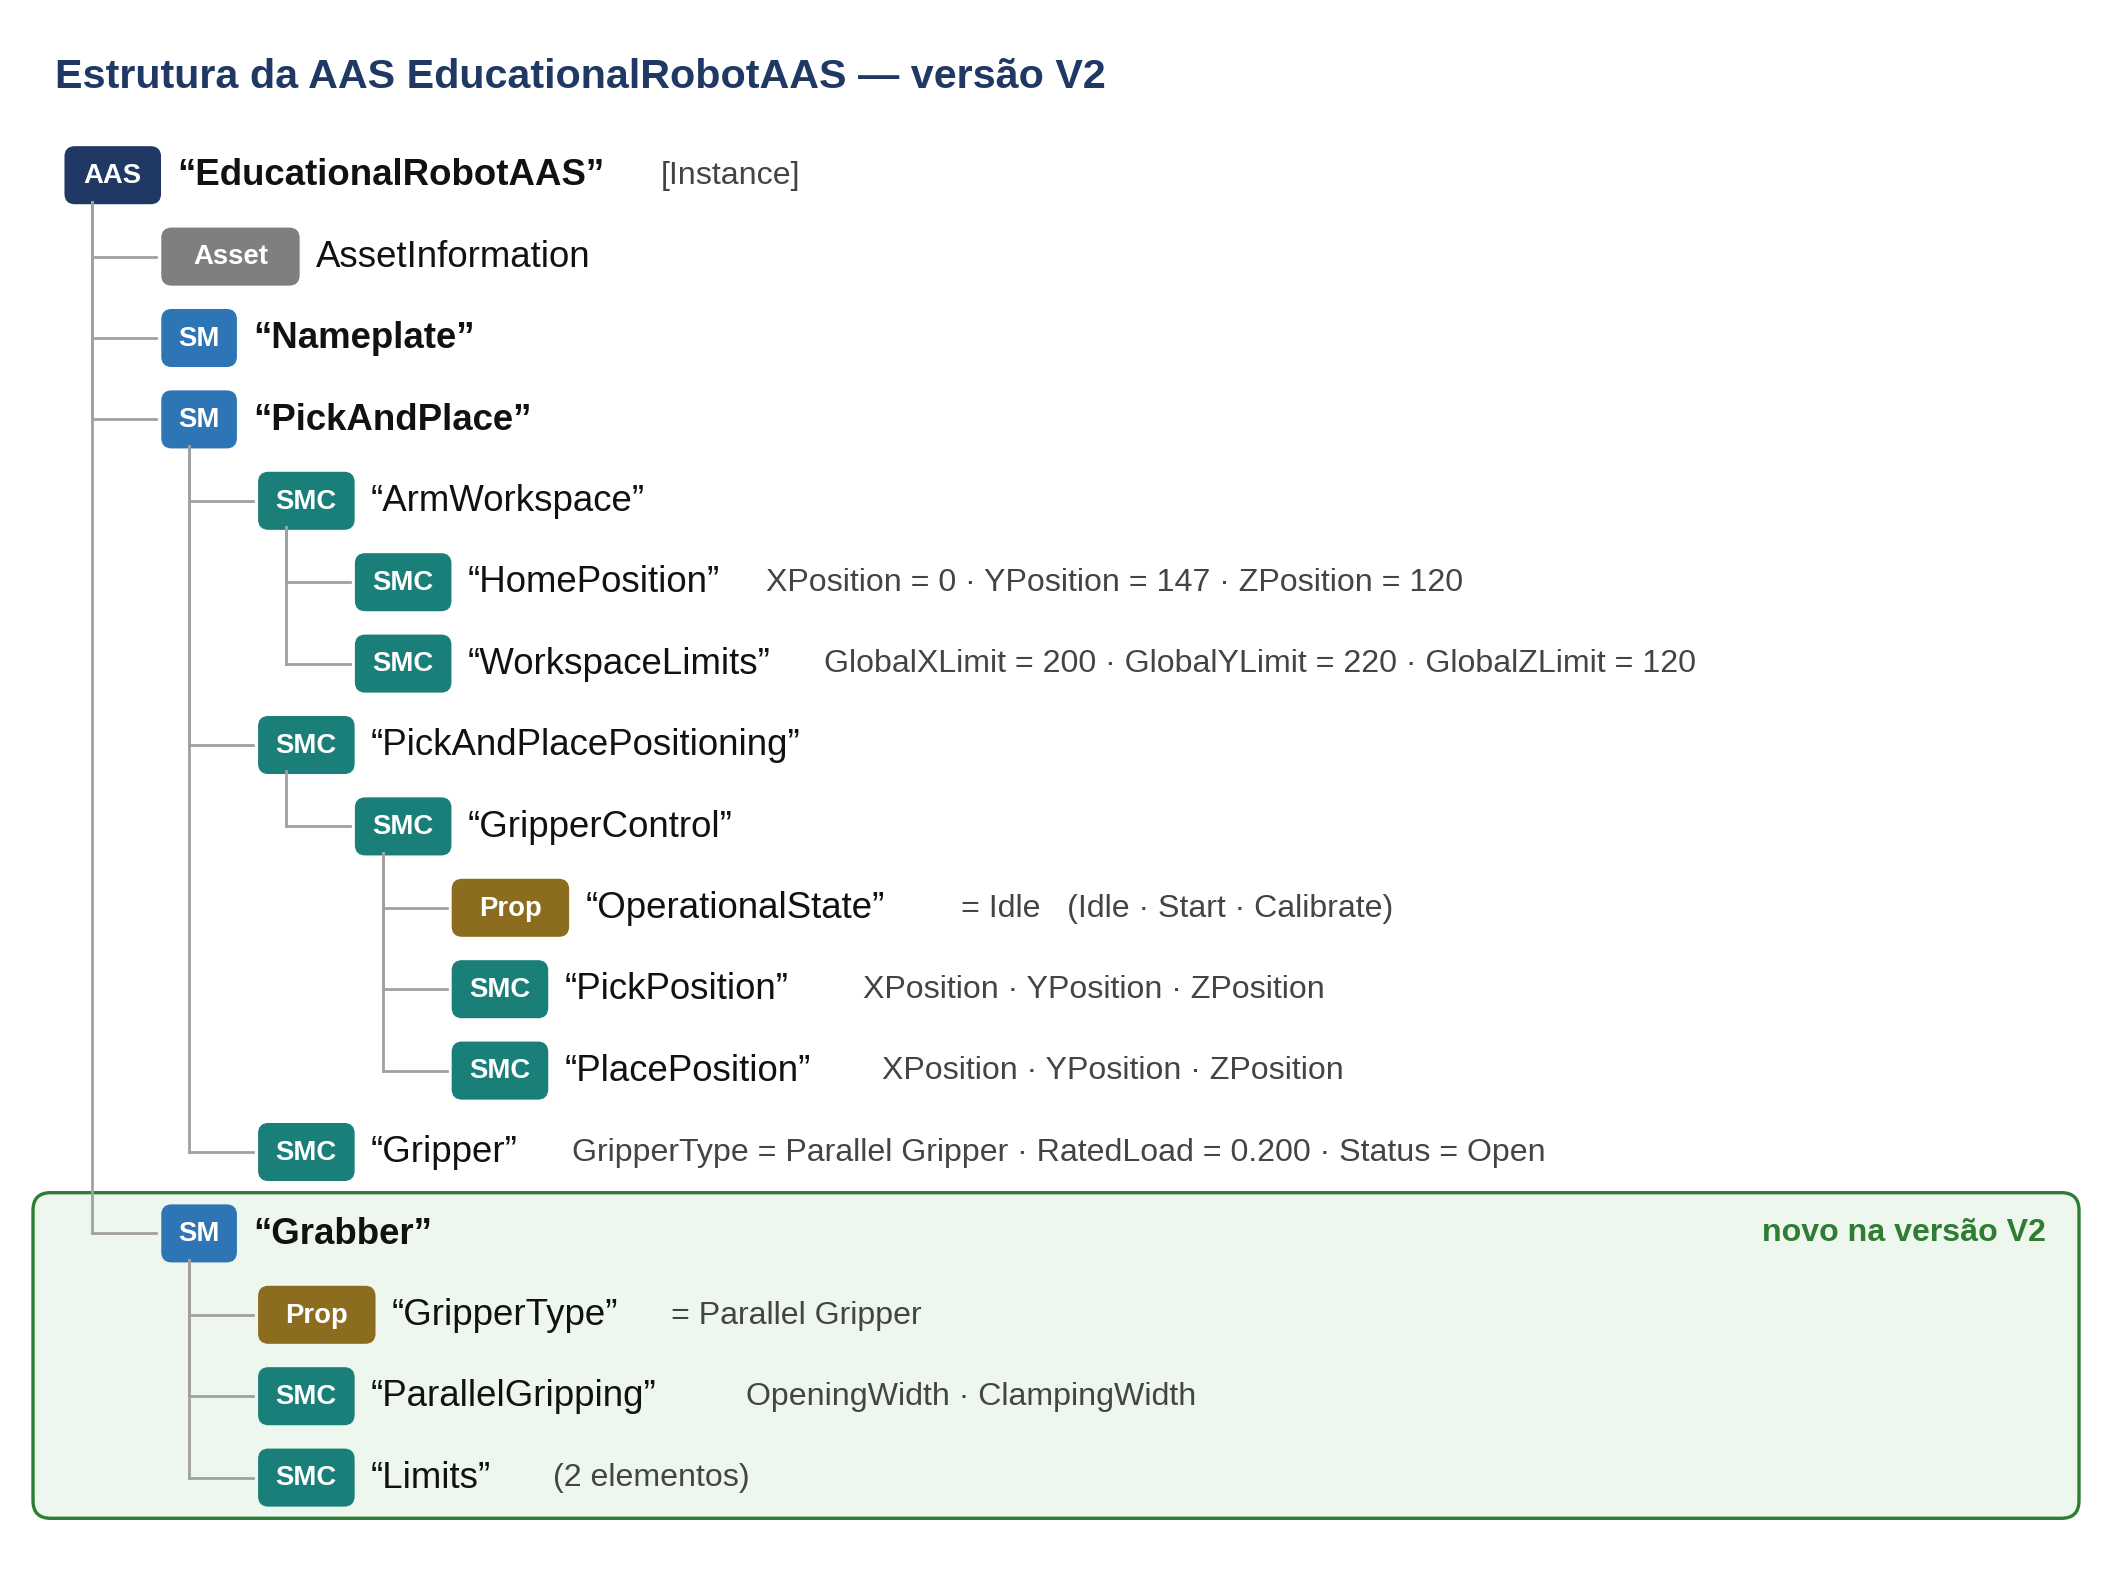 Estrutura da AAS EducationalRobotAAS — versão V2
AAS “EducationalRobotAAS” [Instance]
Asset AssetInformation
SM “Nameplate”
SM “PickAndPlace”
SMC “ArmWorkspace”
SMC “HomePosition” XPosition = 0 · YPosition = 147 · ZPosition = 120
SMC “WorkspaceLimits” GlobalXLimit = 200 · GlobalYLimit = 220 · GlobalZLimit = 120
SMC “PickAndPlacePositioning”
SMC “GripperControl”
Prop “OperationalState” = Idle (Idle · Start · Calibrate)
SMC “PickPosition” XPosition · YPosition · ZPosition
SMC “PlacePosition” XPosition · YPosition · ZPosition
SMC “Gripper” GripperType = Parallel Gripper · RatedLoad = 0.200 · Status = Open
SM “Grabber” novo na versão V2
Prop “GripperType” = Parallel Gripper
SMC “ParallelGripping” OpeningWidth · ClampingWidth
SMC “Limits” (2 elementos)